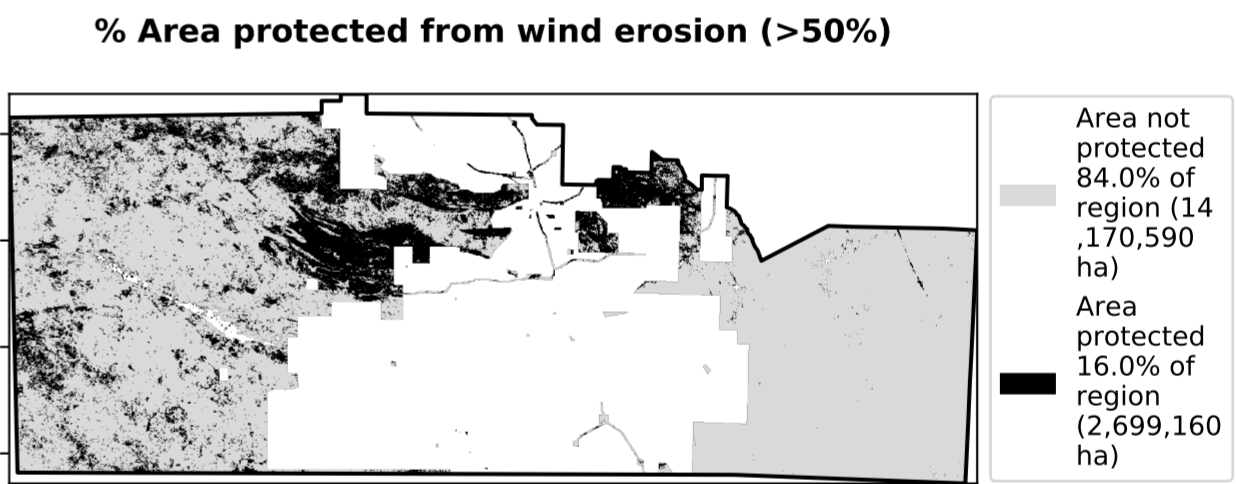 % Area protected from wind erosion (>50%)
Area not
protected
84.0% of
region (14
,170,590
ha)
Area
protected
16.0% of
region
(2,699,160
ha)